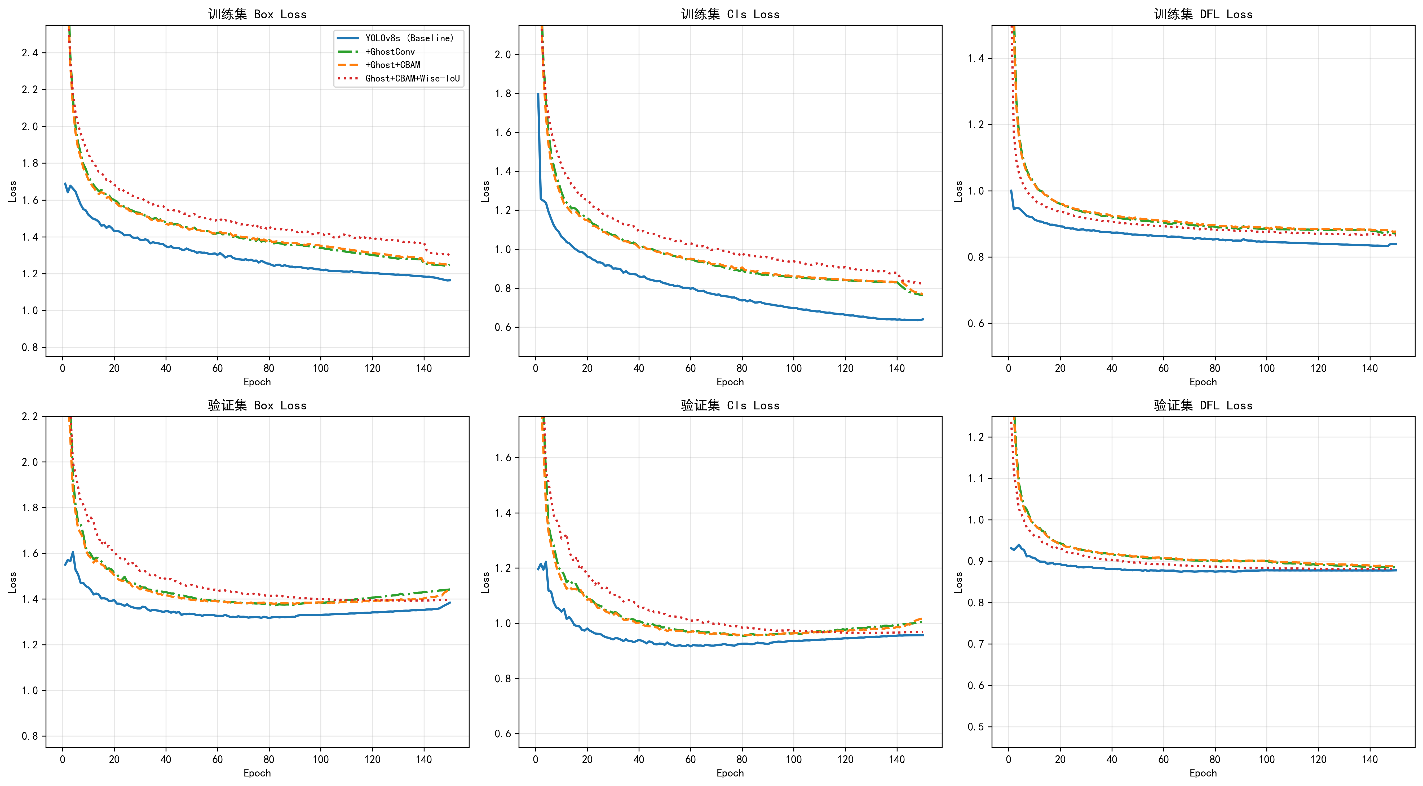 训练集 Box Loss
Loss
2.4
2.2
2.0
1.8
1.6
1.4
1.2
1.0
0.8
0 20 40 60 80 100 120 140
Epoch
YOLOv8s (Baseline)
+GhostConv
+Ghost+CBAM
Ghost+CBAM+Wise-IoU
训练集 Cls Loss
Loss
2.0
1.8
1.6
1.4
1.2
1.0
0.8
0.6
0 20 40 60 80 100 120 140
Epoch
训练集 DFL Loss
Loss
1.4
1.2
1.0
0.8
0.6
0 20 40 60 80 100 120 140
Epoch
验证集 Box Loss
Loss
2.2
2.0
1.8
1.6
1.4
1.2
1.0
0.8
0 20 40 60 80 100 120 140
Epoch
验证集 Cls Loss
Loss
1.6
1.4
1.2
1.0
0.8
0.6
0 20 40 60 80 100 120 140
Epoch
验证集 DFL Loss
Loss
1.2
1.1
1.0
0.9
0.8
0.7
0.6
0.5
0 20 40 60 80 100 120 140
Epoch